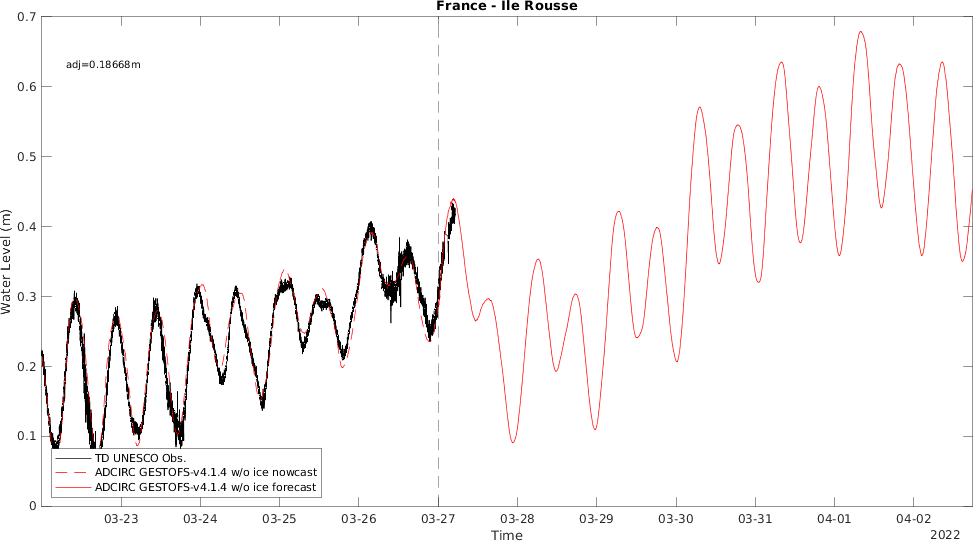 France - Ile Rousse
adj=0.18668m
Water Level (m)
0.7
0.6
0.5
0.4
0.3
0.2
0.1
0
TD UNESCO Obs.
ADCIRC GESTOFS-v4.1.4 w/o ice nowcast
ADCIRC GESTOFS-v4.1.4 w/o ice forecast
03-23 03-24 03-25 03-26 03-27 03-28 03-29 03-30 03-31 04-01 04-02
Time
2022